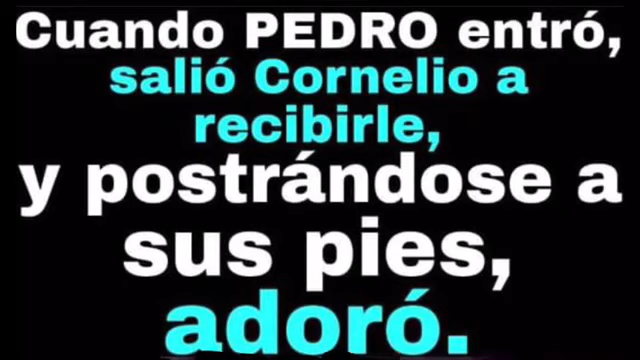 Cuando PEDRO entró,
salió Cornelio a
recibirle,
y postrándose a
sus pies,
adoró.